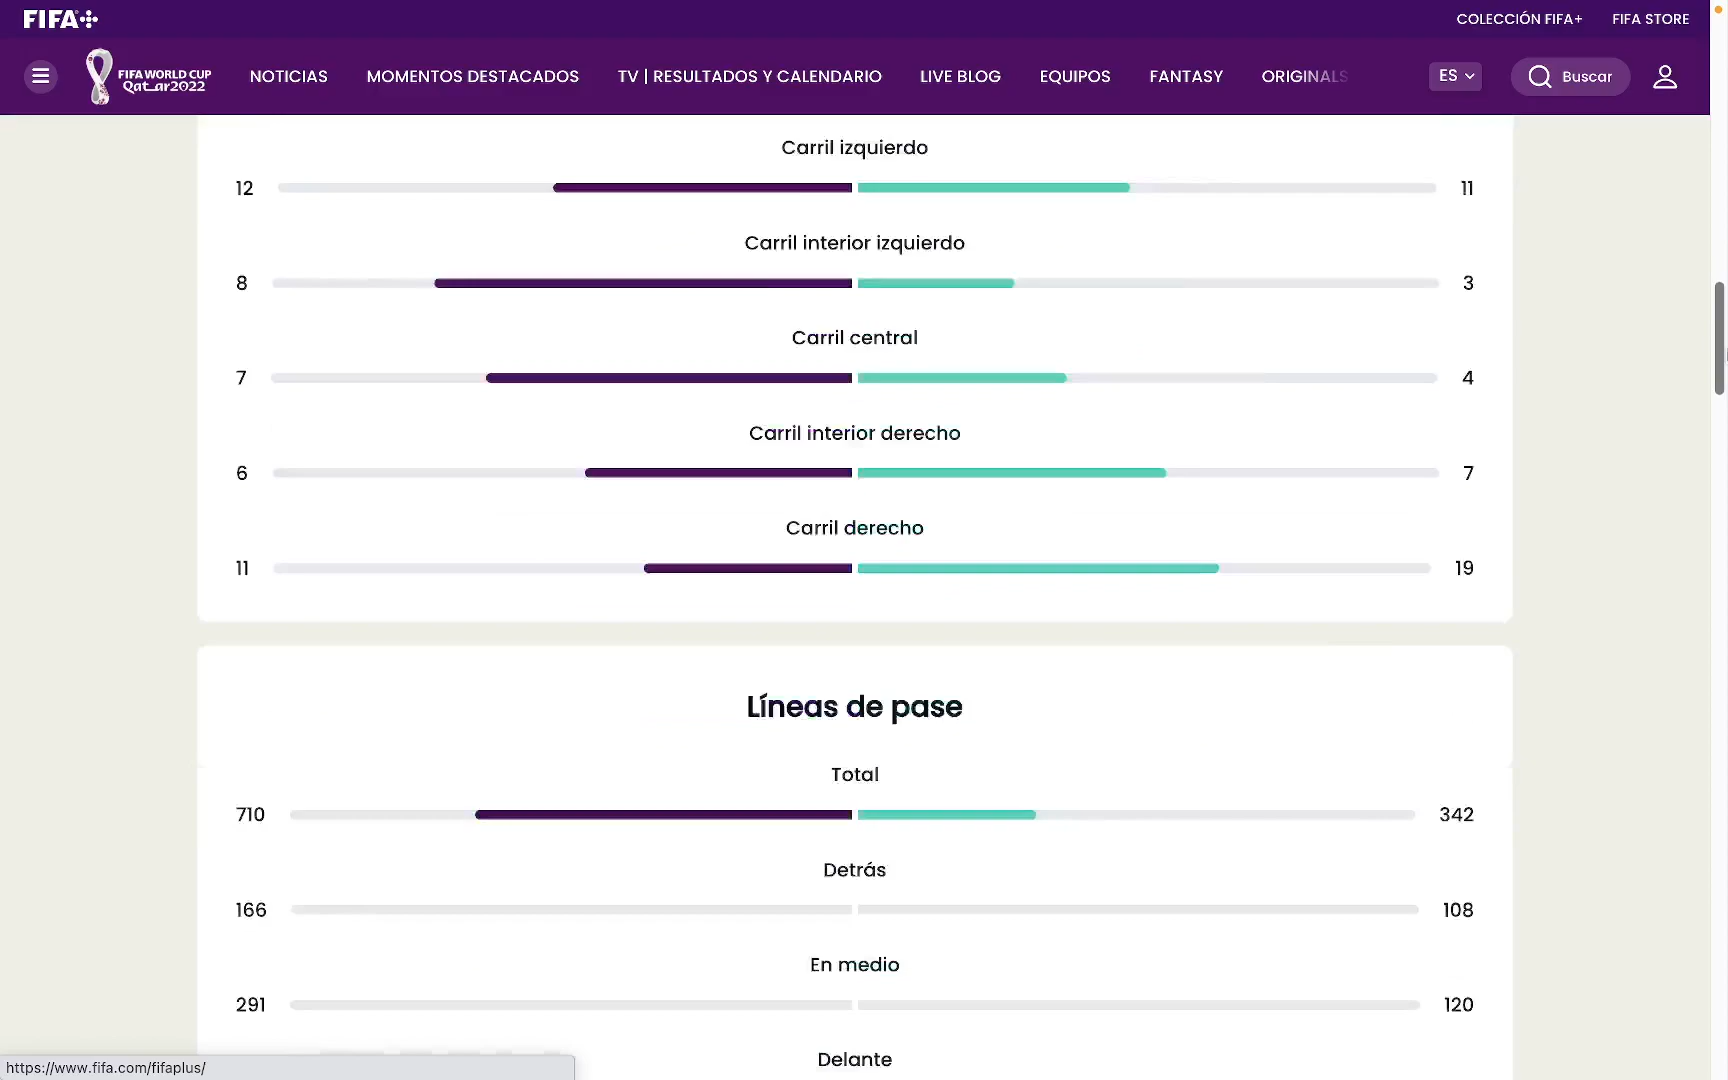 FIFA+
COLECCIÓN FIFA+
FIFA STORE
FIFA WORLD CUP
Qatar2022
NOTICIAS
MOMENTOS DESTACADOS
TV | RESULTADOS Y CALENDARIO
LIVE BLOG
EQUIPOS
FANTASY
ORIGINALS
ES
Buscar
Carril izquierdo
12
11
Carril interior izquierdo
8
3
Carril central
7
4
Carril interior derecho
6
7
Carril derecho
11
19
Líneas de pase
Total
710
342
Detrás
166
108
En medio
291
120
Delante
https://www.fifa.com/fifaplus/